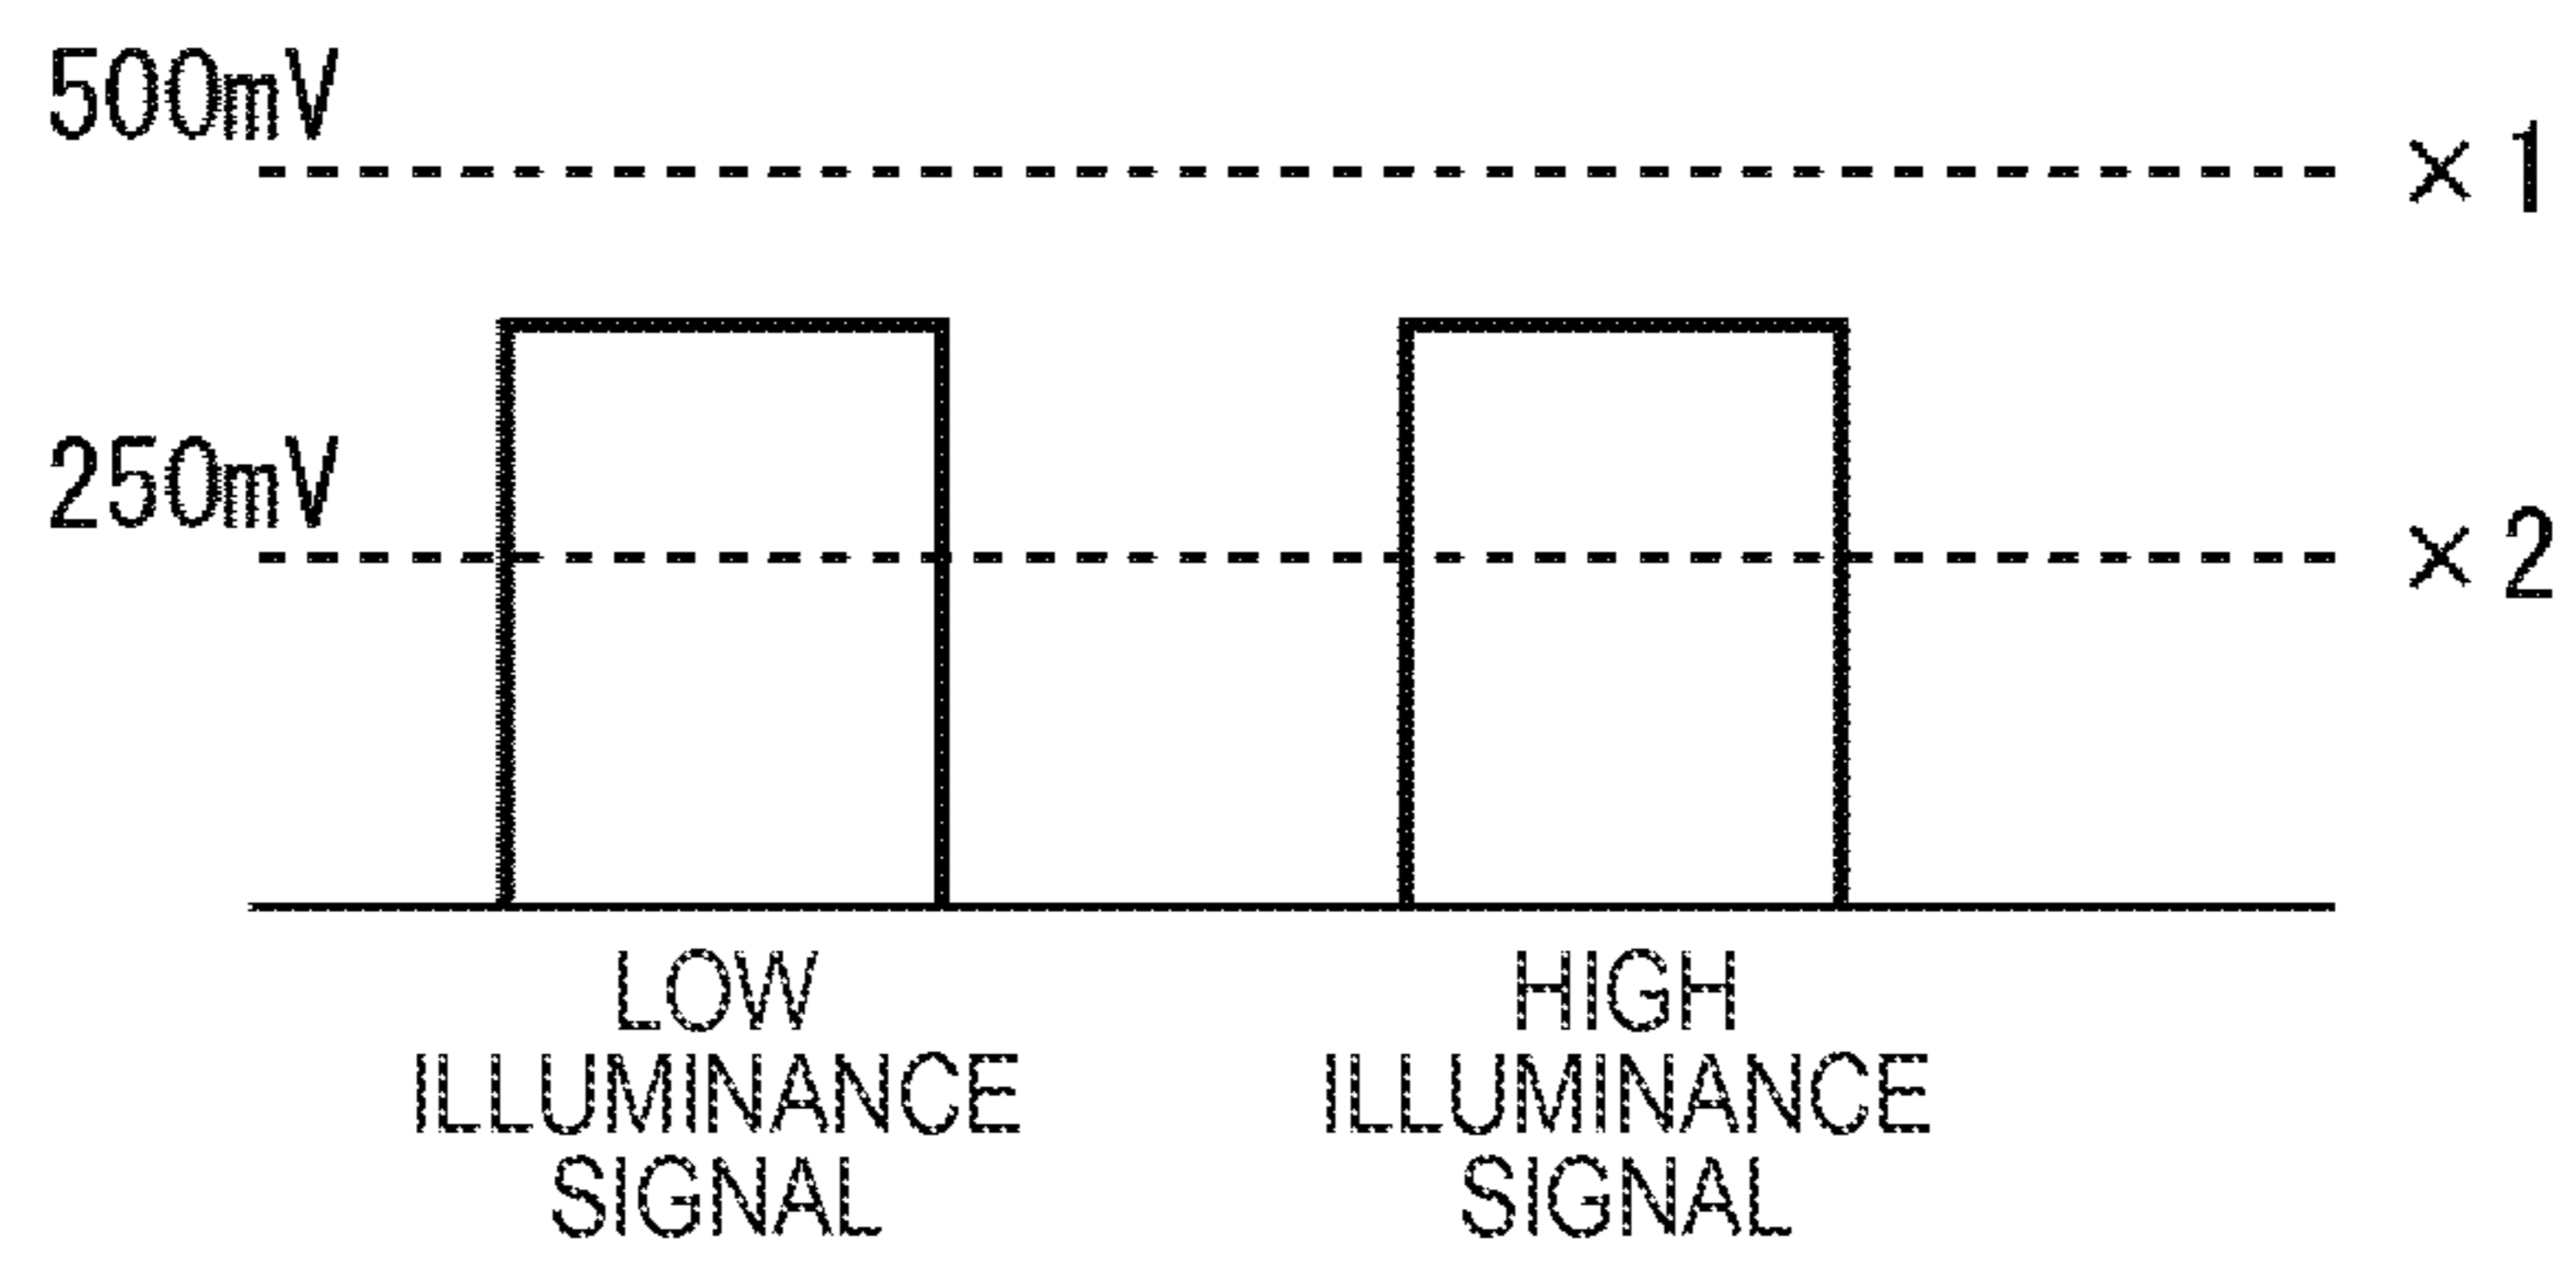 500mV
× 1
250mV
× 2
LOW
ILLUMINANCE
SIGNAL
HIGH
ILLUMINANCE
SIGNAL